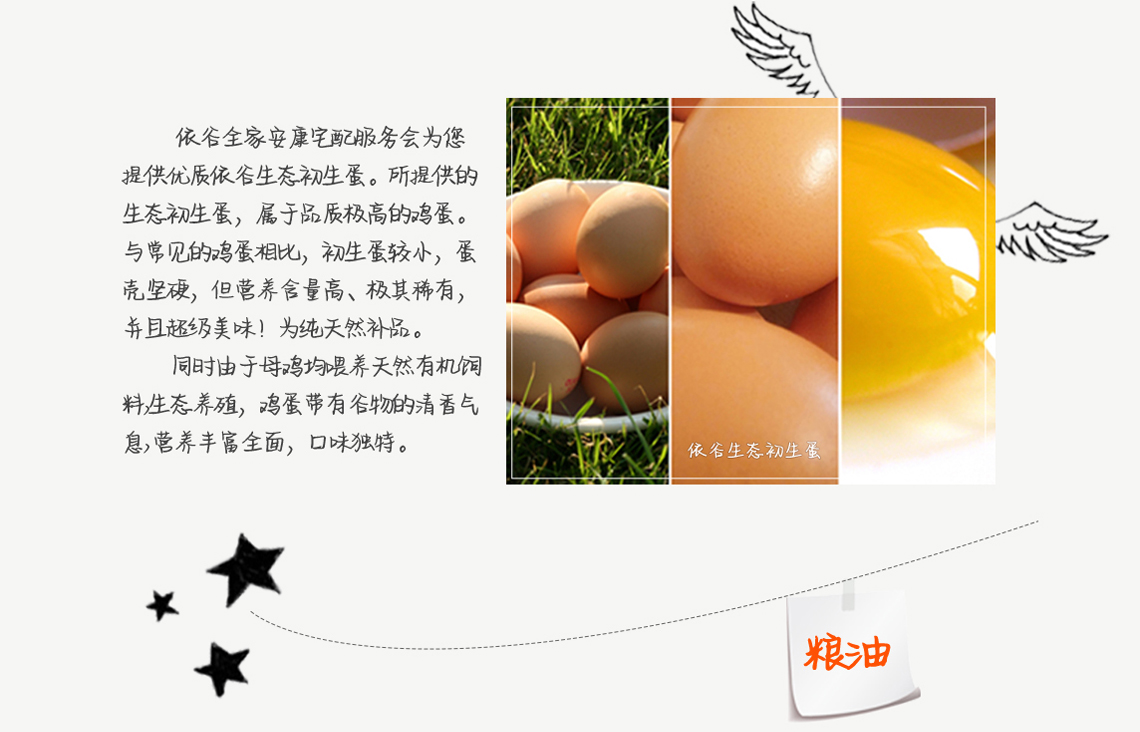 依谷全家安康宅配服务会为您
提供优质依谷生态初生蛋。所提供的
生态初生蛋，属于品质极高的鸡蛋。
与常见的鸡蛋相比，初生蛋较小，蛋
壳坚硬，但营养含量高、极其稀有，
并且超级美味！为纯天然补品。
同时由于母鸡均喂养天然有机饲
料,生态养殖，鸡蛋带有谷物的清香气
息,营养丰富全面，口味独特。
依谷生态初生蛋
粮油